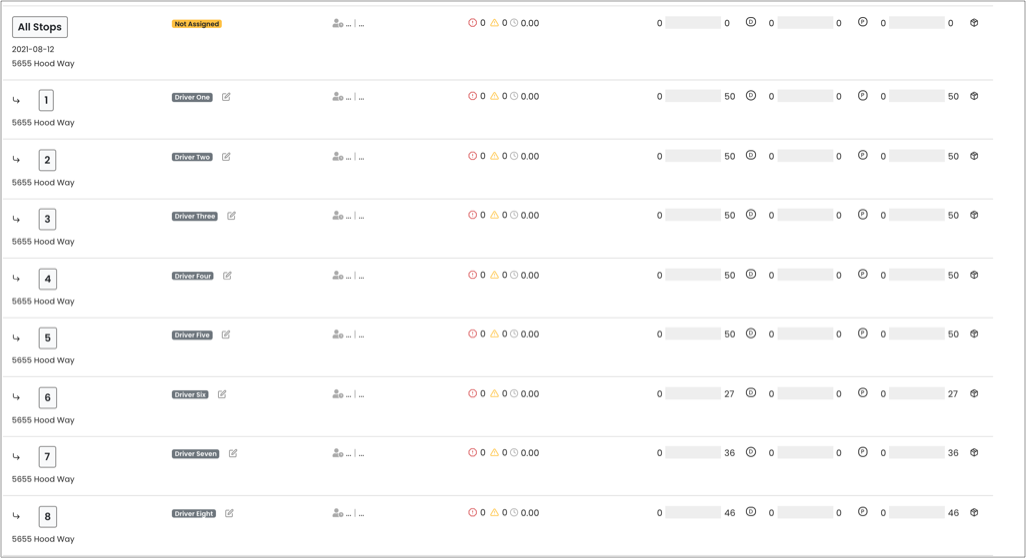 All Stops Not Assigned ... | ... 0 0 0.00 0 0 D 0 0 P 0 0
2021-08-12
5655 Hood Way
1 Driver One ... | ... 0 0 0.00 0 50 D 0 0 P 0 50
5655 Hood Way
2 Driver Two ... | ... 0 0 0.00 0 50 D 0 0 P 0 50
5655 Hood Way
3 Driver Three ... | ... 0 0 0.00 0 50 D 0 0 P 0 50
5655 Hood Way
4 Driver Four ... | ... 0 0 0.00 0 50 D 0 0 P 0 50
5655 Hood Way
5 Driver Five ... | ... 0 0 0.00 0 50 D 0 0 P 0 50
5655 Hood Way
6 Driver Six ... | ... 0 0 0.00 0 27 D 0 0 P 0 27
5655 Hood Way
7 Driver Seven ... | ... 0 0 0.00 0 36 D 0 0 P 0 36
5655 Hood Way
8 Driver Eight ... | ... 0 0 0.00 0 46 D 0 0 P 0 46
5655 Hood Way